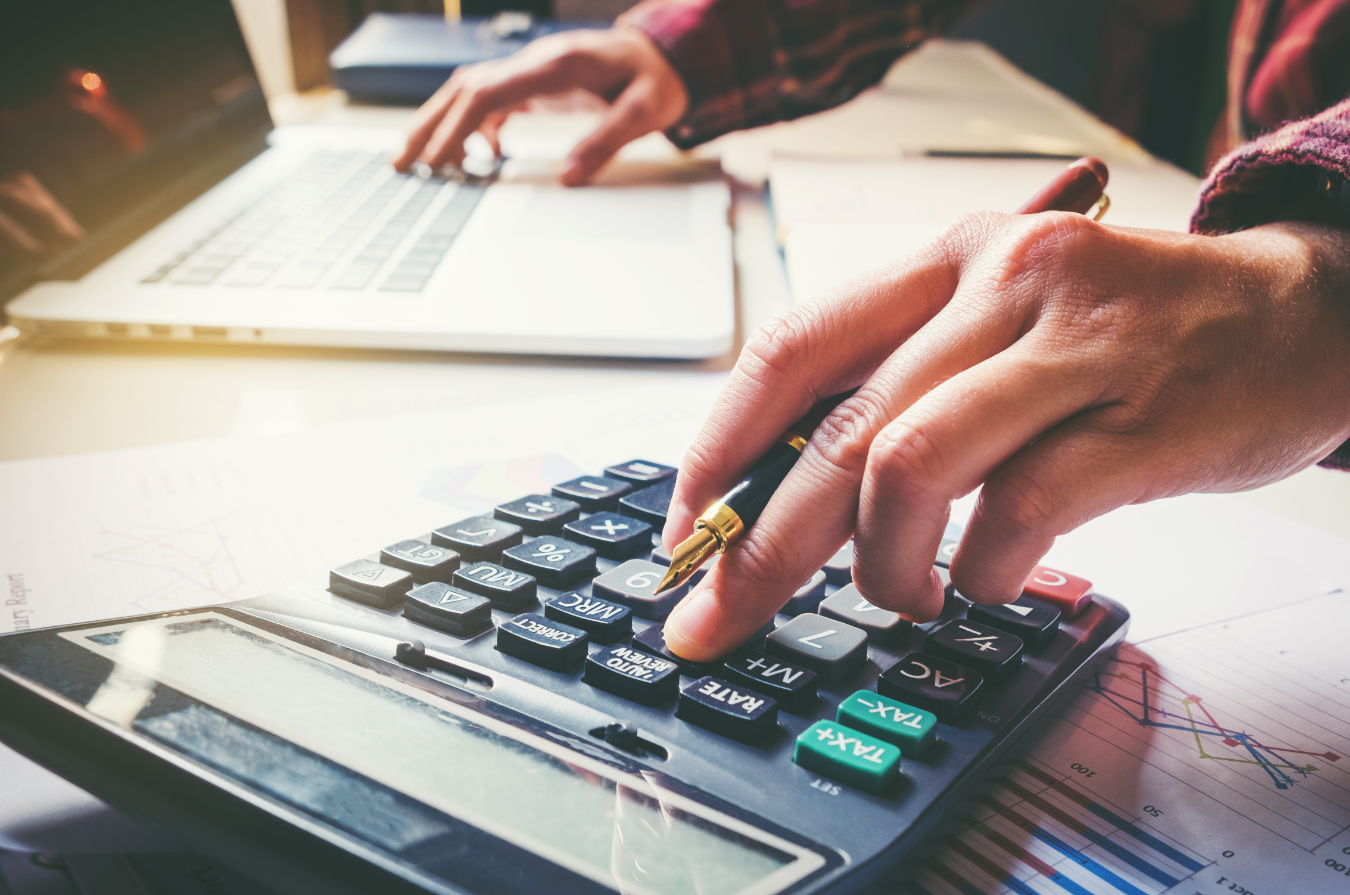 √
GT
%
MU
MRC
CORRECT
AUTO
REVIEW
M+
RATE
9
7
C
+/−
AC
ON
TAX−
TAX+
SET
100
50
0